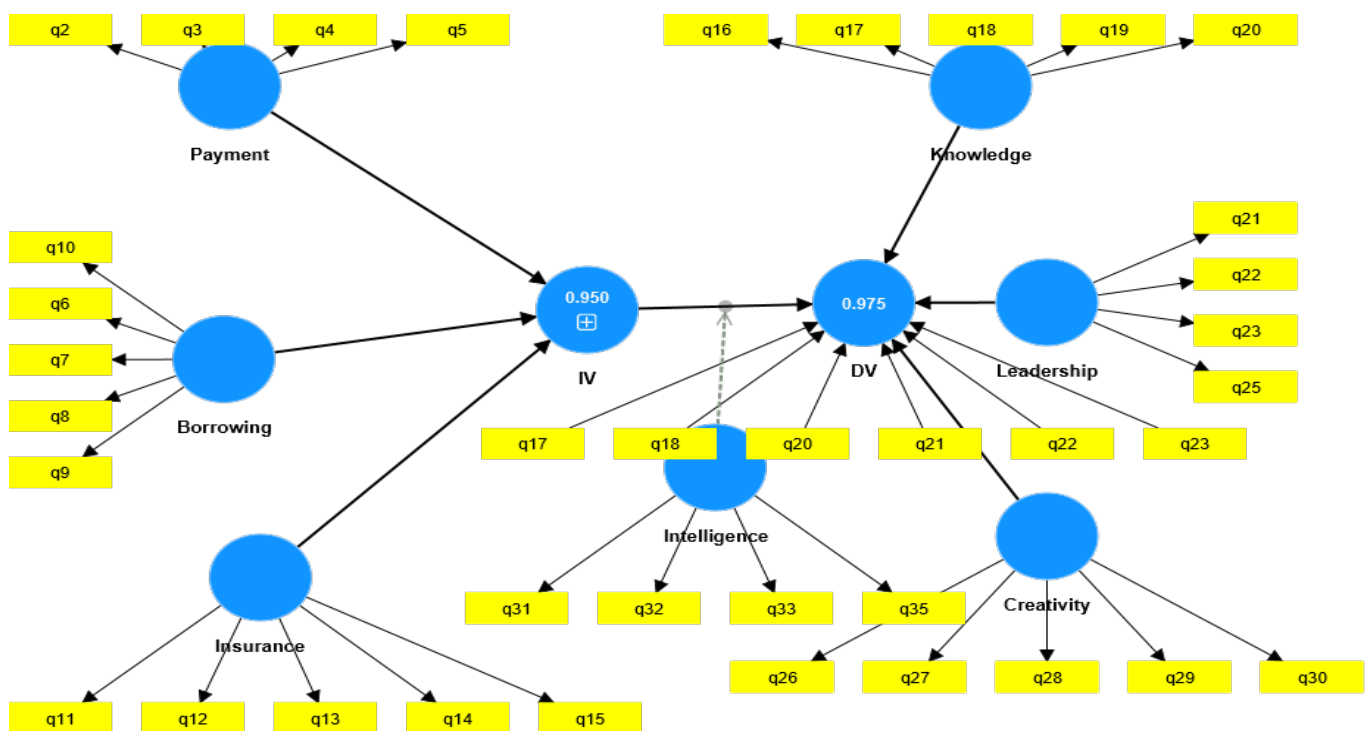 q2
q3
q4
q5
q16
q17
q18
q19
q20
Payment
Knowledge
q21
q10
q22
q6
0.950
0.975
q23
q7
IV
DV
Leadership
q25
q8
Borrowing
q17
q18
q20
q21
q22
q23
q9
Intelligence
q31
q32
q33
q35
Creativity
Insurance
q26
q27
q28
q29
q30
q11
q12
q13
q14
q15